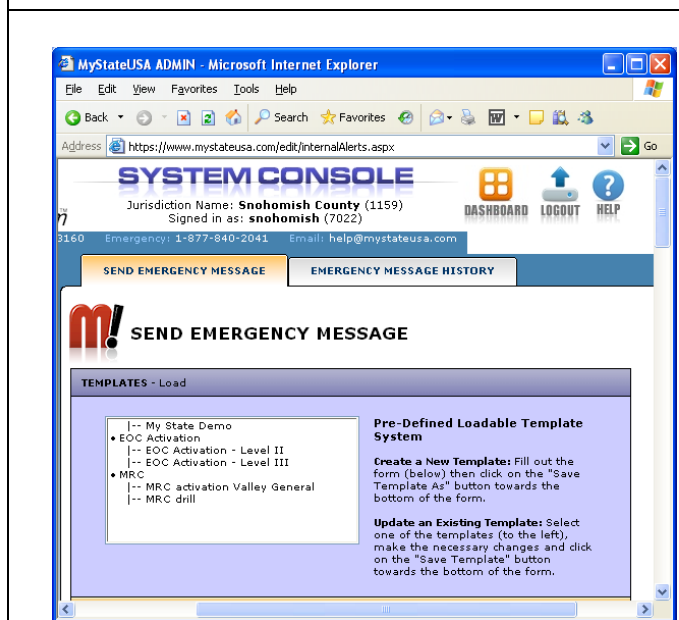 MyStateUSA ADMIN - Microsoft Internet Explorer
File Edit View Favorites Tools Help
Back Search Favorites
Address https://www.mystateusa.com/edit/internalAlerts.aspx Go
SYSTEM CONSOLE
Jurisdiction Name: Snohomish County (1159)
Signed in as: snohomish (7022)
DASHBOARD LOGOUT HELP
3160 Emergency: 1-877-840-2041 Email: help@mystateusa.com
SEND EMERGENCY MESSAGE EMERGENCY MESSAGE HISTORY
M! SEND EMERGENCY MESSAGE
TEMPLATES - Load
|-- My State Demo
• EOC Activation
|-- EOC Activation - Level II
|-- EOC Activation - Level III
• MRC
|-- MRC activation Valley General
|-- MRC drill
Pre-Defined Loadable Template
System
Create a New Template: Fill out the
form (below) then click on the "Save
Template As" button towards the
bottom of the form.
Update an Existing Template: Select
one of the templates (to the left),
make the necessary changes and click
on the "Save Template" button
towards the bottom of the form.